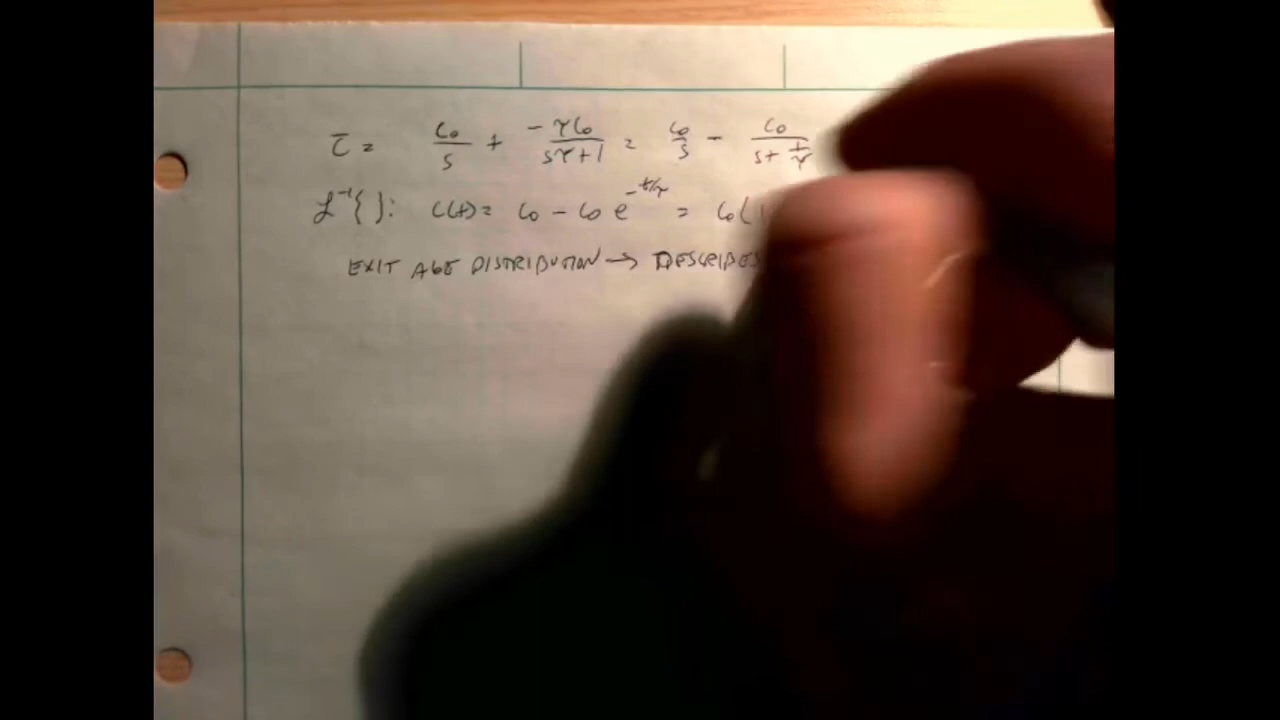 c̄ = C₀/s + -τC₀/(sτ+1) = C₀/s - C₀/(s+1/τ)
ℒ⁻¹{ }: C(t) = C₀ - C₀e^(-t/τ) = C₀(1
EXIT AGE DISTRIBUTION → DESCRIBES